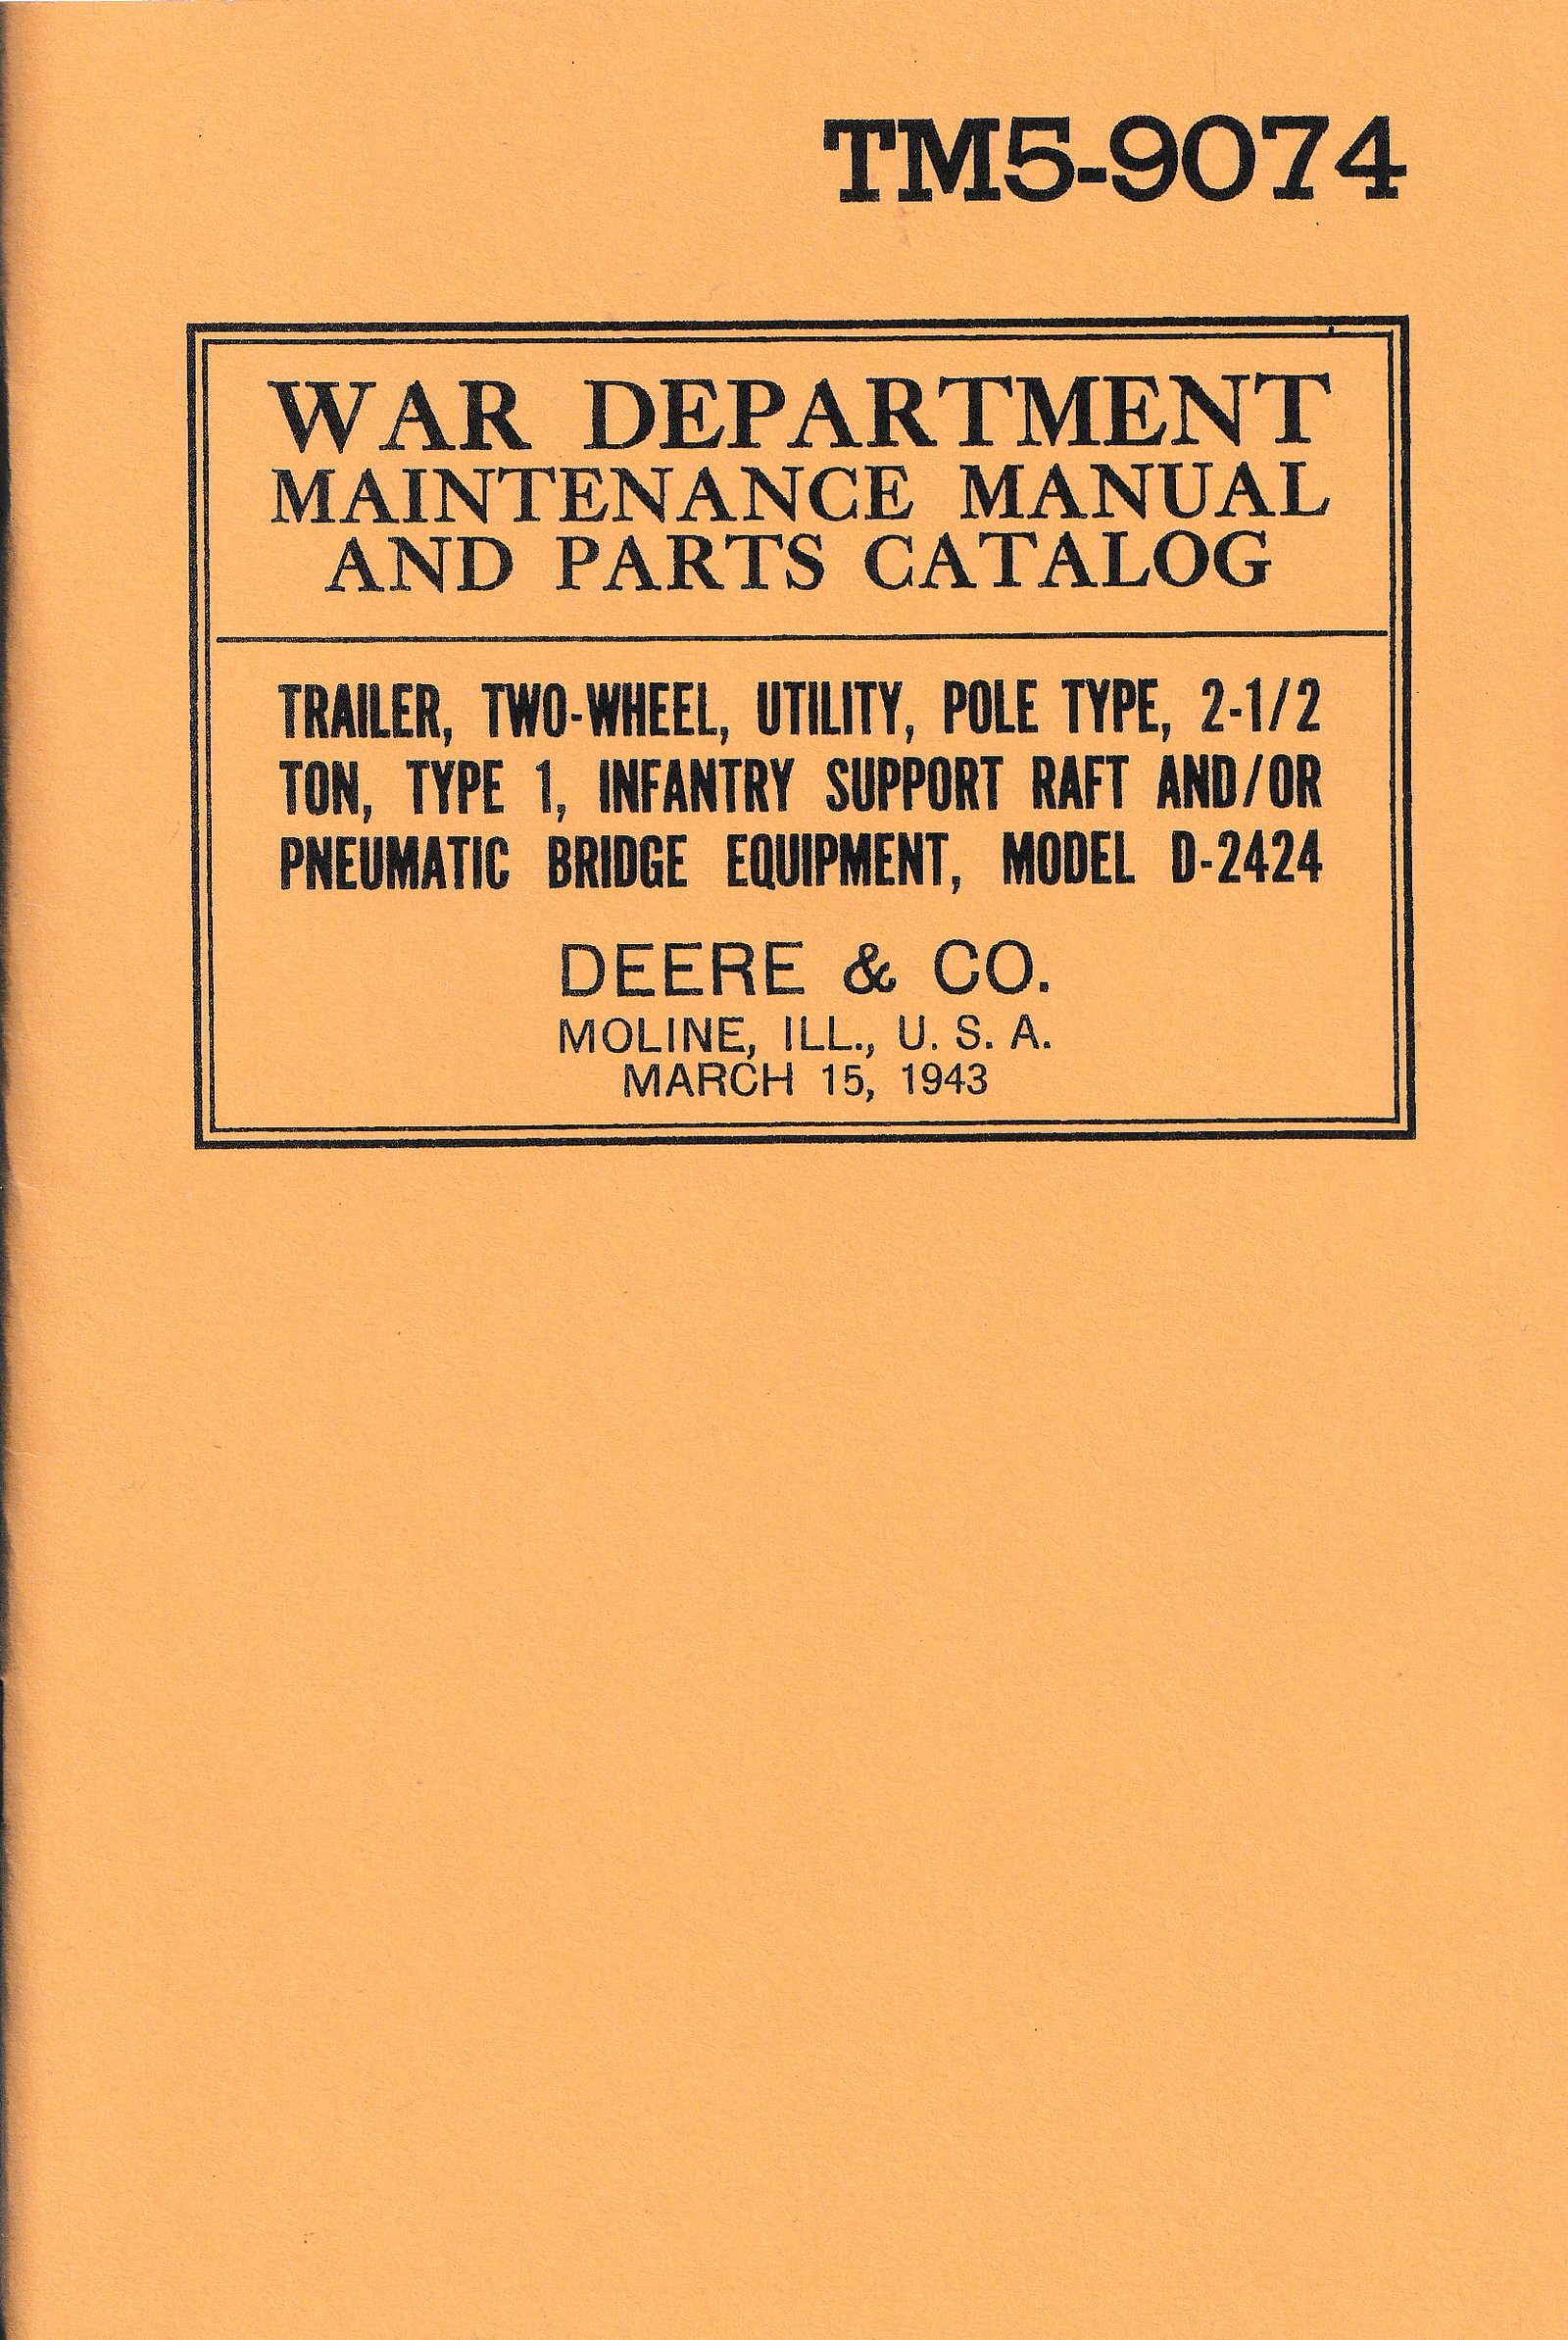 TM5-9074
WAR DEPARTMENT
MAINTENANCE MANUAL
AND PARTS CATALOG
TRAILER, TWO-WHEEL, UTILITY, POLE TYPE, 2-1/2
TON, TYPE 1, INFANTRY SUPPORT RAFT AND/OR
PNEUMATIC BRIDGE EQUIPMENT, MODEL D-2424
DEERE & CO.
MOLINE, ILL., U. S. A.
MARCH 15, 1943